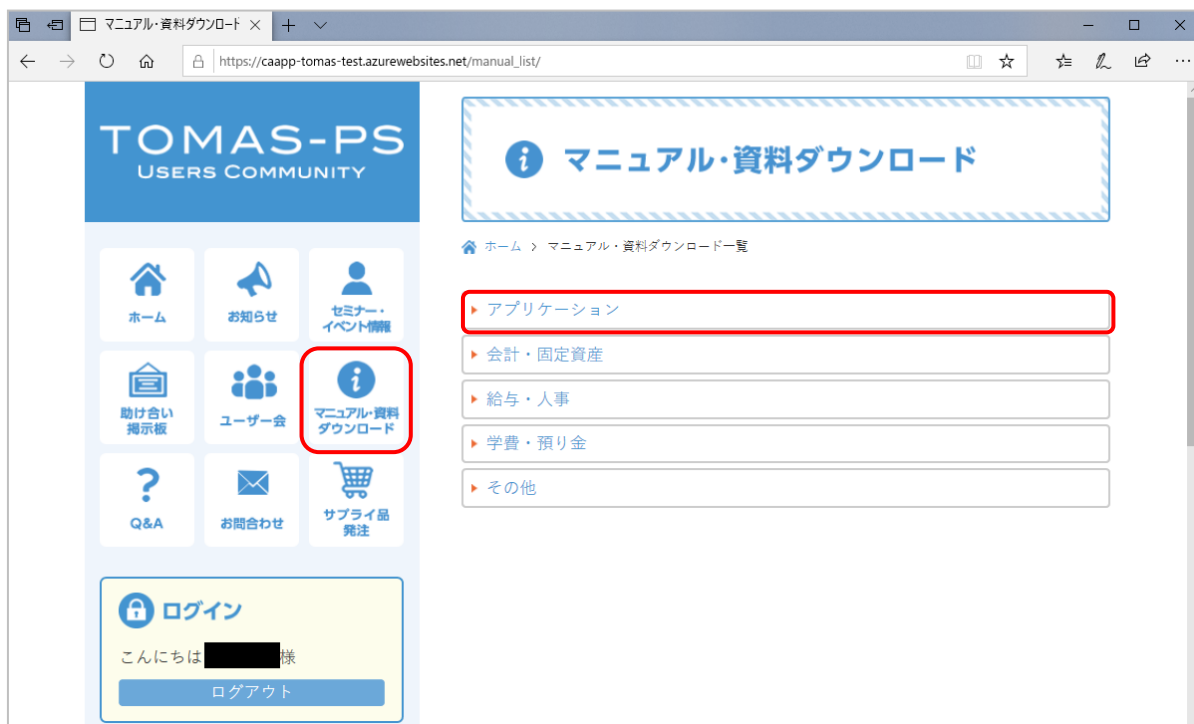 マニュアル･資料ダウンロード
https://caapp-tomas-test.azurewebsites.net/manual_list/
TOMAS-PS
USERS COMMUNITY
ホーム
お知らせ
セミナー・
イベント情報
助け合い
掲示板
ユーザー会
マニュアル・資料
ダウンロード
Q&A
お問合わせ
サプライ品
発注
ログイン
こんにちは 様
ログアウト
マニュアル・資料ダウンロード
ホーム > マニュアル・資料ダウンロード一覧
アプリケーション
会計・固定資産
給与・人事
学費・預り金
その他